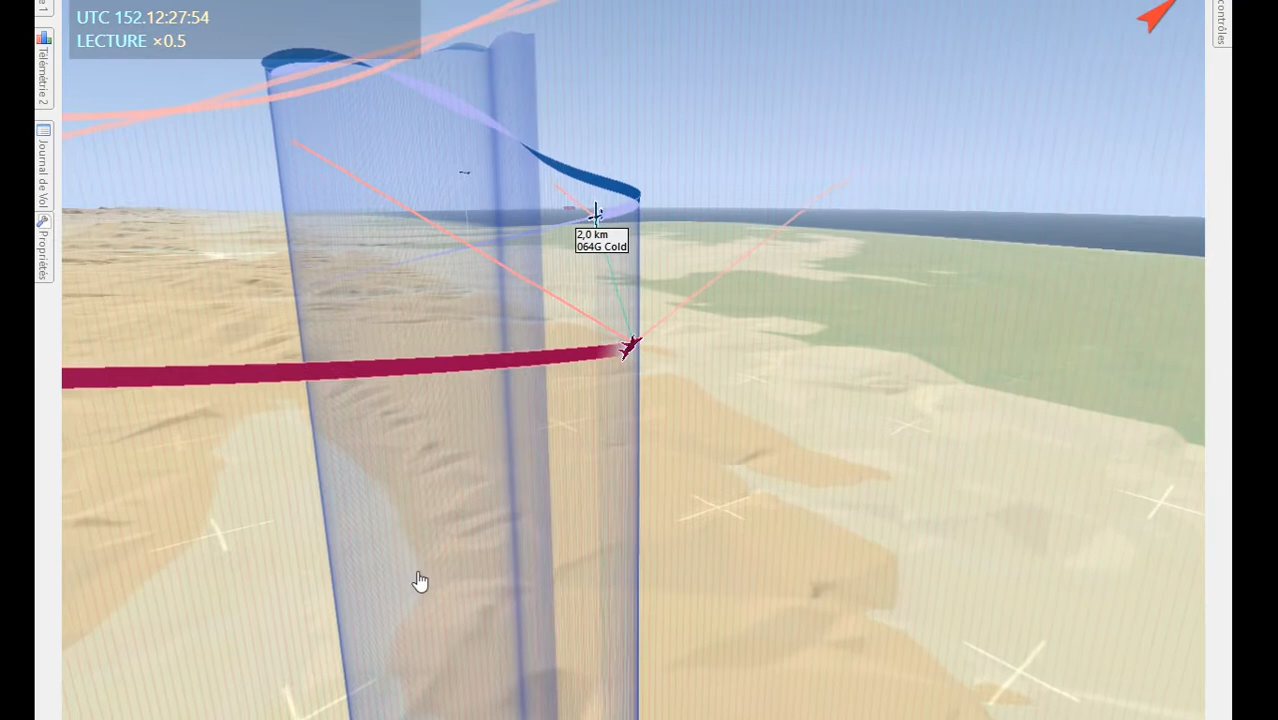 UTC 152.12:27:54
LECTURE ×0.5
Télémétrie 2
Journal de Vol
Propriétés
2,0 km
064G Cold
contrôles